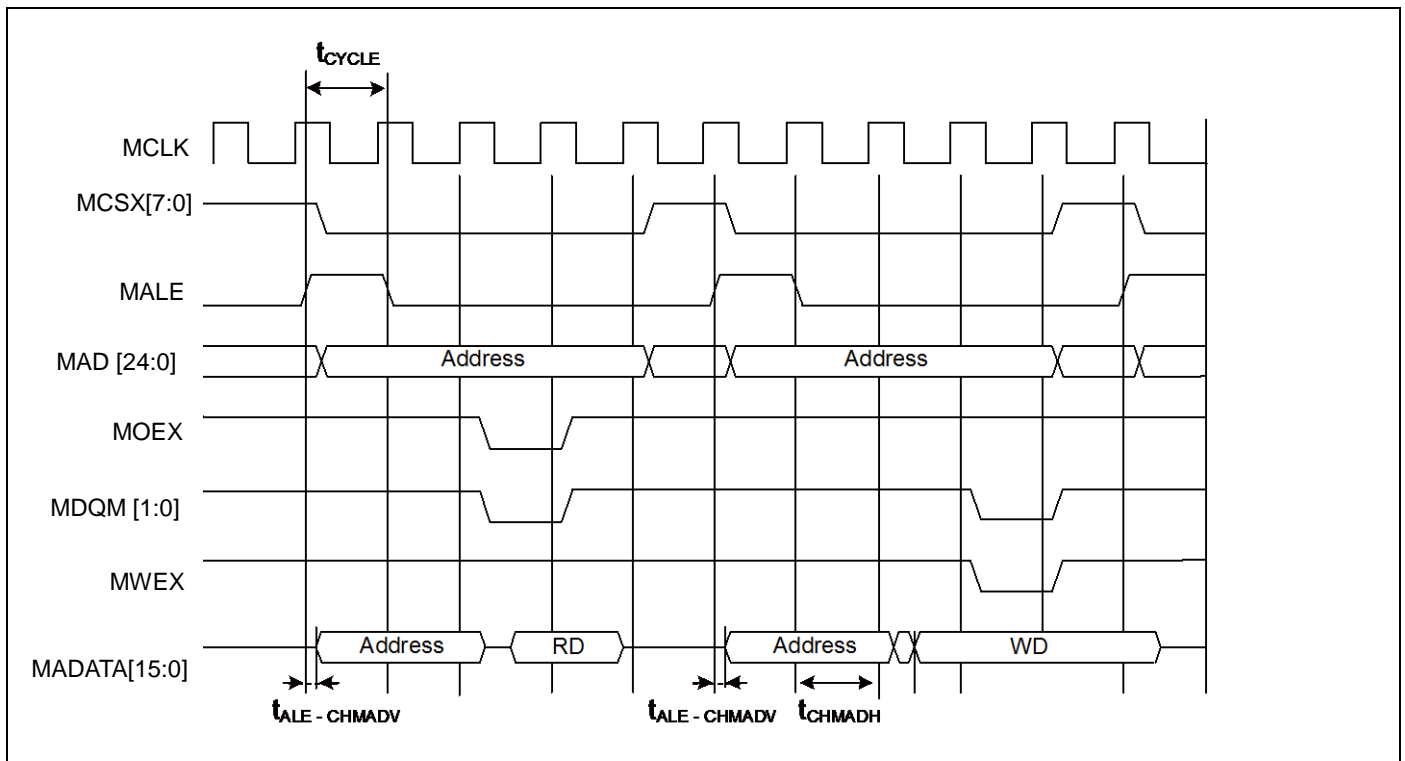 tCYCLE
MCLK
MCSX[7:0]
MALE
MAD [24:0]
Address
Address
MOEX
MDQM [1:0]
MWEX
MADATA[15:0]
Address
RD
Address
WD
tALE - CHMADV
tALE - CHMADV
tCHMADH